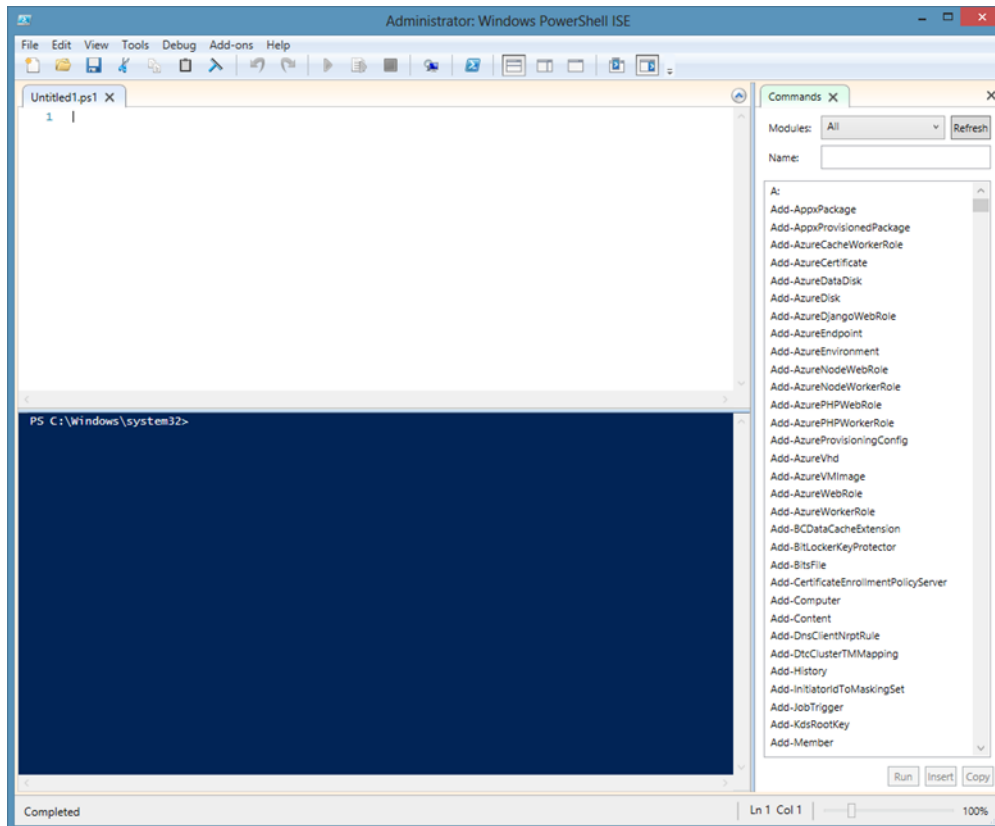 Administrator: Windows PowerShell ISE
File Edit View Tools Debug Add-ons Help
Untitled1.ps1
1
PS C:\Windows\system32>
Commands
Modules: All Refresh
Name:
A:
Add-AppxPackage
Add-AppxProvisionedPackage
Add-AzureCacheWorkerRole
Add-AzureCertificate
Add-AzureDataDisk
Add-AzureDisk
Add-AzureDjangoWebRole
Add-AzureEndpoint
Add-AzureEnvironment
Add-AzureNodeWebRole
Add-AzureNodeWorkerRole
Add-AzurePHPWebRole
Add-AzurePHPWorkerRole
Add-AzureProvisioningConfig
Add-AzureVhd
Add-AzureVMImage
Add-AzureWebRole
Add-AzureWorkerRole
Add-BCDataCacheExtension
Add-BitLockerKeyProtector
Add-BitsFile
Add-CertificateEnrollmentPolicyServer
Add-Computer
Add-Content
Add-DnsClientNrptRule
Add-DtcClusterTMMapping
Add-History
Add-InitiatorIdToMaskingSet
Add-JobTrigger
Add-KdsRootKey
Add-Member
Run Insert Copy
Completed
Ln 1 Col 1
100%